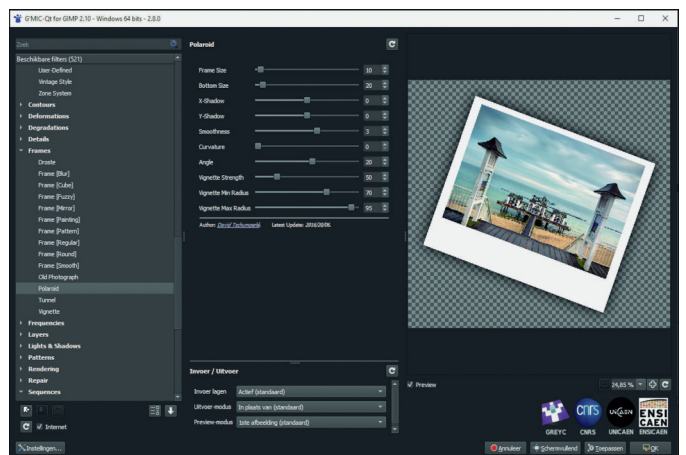 G'MIC-Qt for GIMP 2.10 - Windows 64 bits - 2.8.0
Zoek
Beschikbare filters (521)
User-Defined
Vintage Style
Zone System
Contours
Deformations
Degradations
Details
Frames
Droste
Frame [Blur]
Frame [Cube]
Frame [Fuzzy]
Frame [Mirror]
Frame [Painting]
Frame [Pattern]
Frame [Regular]
Frame [Round]
Frame [Smooth]
Old Photograph
Polaroid
Tunnel
Vignette
Frequencies
Layers
Lights & Shadows
Patterns
Rendering
Repair
Sequences
Internet
Instellingen...
Polaroid
Frame Size 10
Bottom Size 20
X-Shadow 0
Y-Shadow 0
Smoothness 3
Curvature 0
Angle 20
Vignette Strength 50
Vignette Min Radius 70
Vignette Max Radius 95
Author: David Tschumperlé. Latest Update: 2016/20/06.
Invoer / Uitvoer
Invoer lagen Actief (standaard)
Uitvoer-modus In plaats van (standaard)
Preview-modus 1ste afbeelding (standaard)
Preview
24,85 %
GREYC
cnrs
CNRS
UNICAEN
UNICAEN
ENSI
CAEN
ENSICAEN
Annuleer
Schermvullend
Toepassen
OK